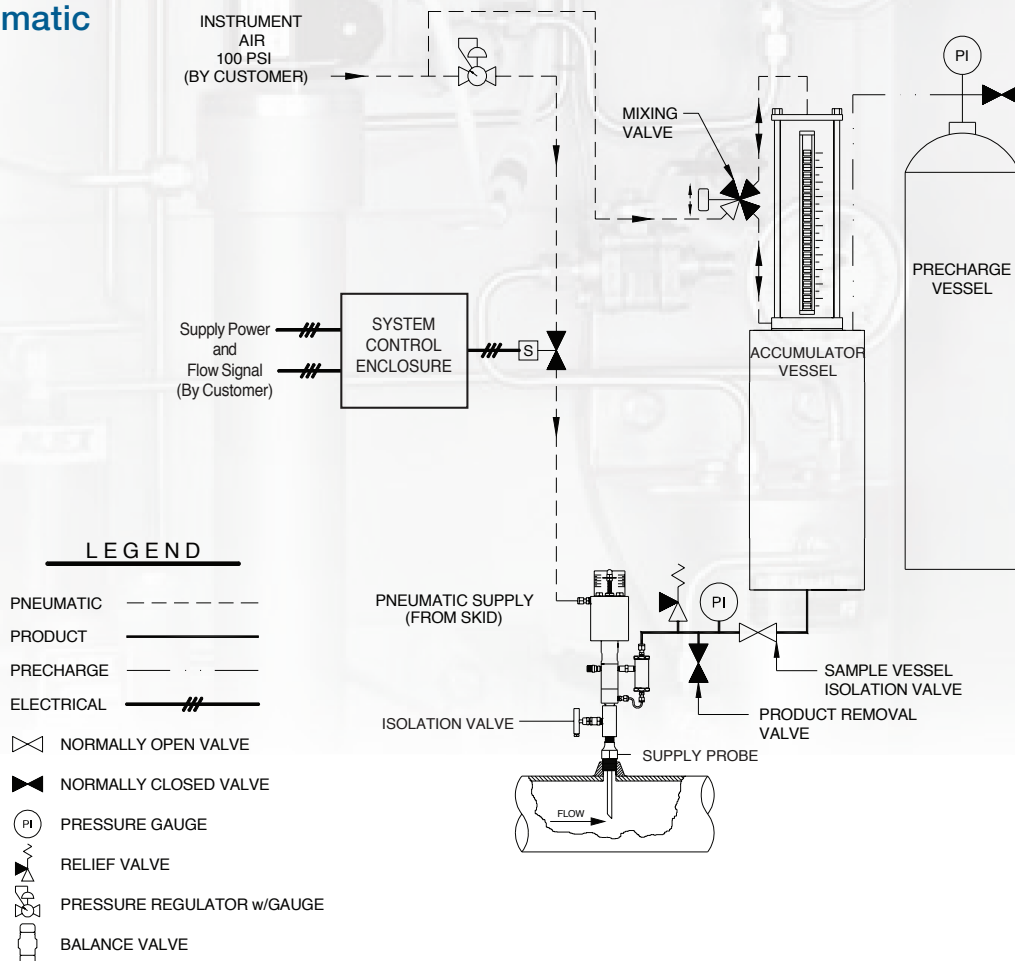 matic
INSTRUMENT
AIR
100 PSI
(BY CUSTOMER)
PI
MIXING
VALVE
PRECHARGE
VESSEL
Supply Power
and
Flow Signal
(By Customer)
SYSTEM
CONTROL
ENCLOSURE
S
ACCUMULATOR
VESSEL
LEGEND
PNEUMATIC
PRODUCT
PRECHARGE
ELECTRICAL
NORMALLY OPEN VALVE
NORMALLY CLOSED VALVE
PI PRESSURE GAUGE
RELIEF VALVE
PRESSURE REGULATOR w/GAUGE
BALANCE VALVE
PNEUMATIC SUPPLY
(FROM SKID)
PI
SAMPLE VESSEL
ISOLATION VALVE
PRODUCT REMOVAL
VALVE
ISOLATION VALVE
SUPPLY PROBE
FLOW